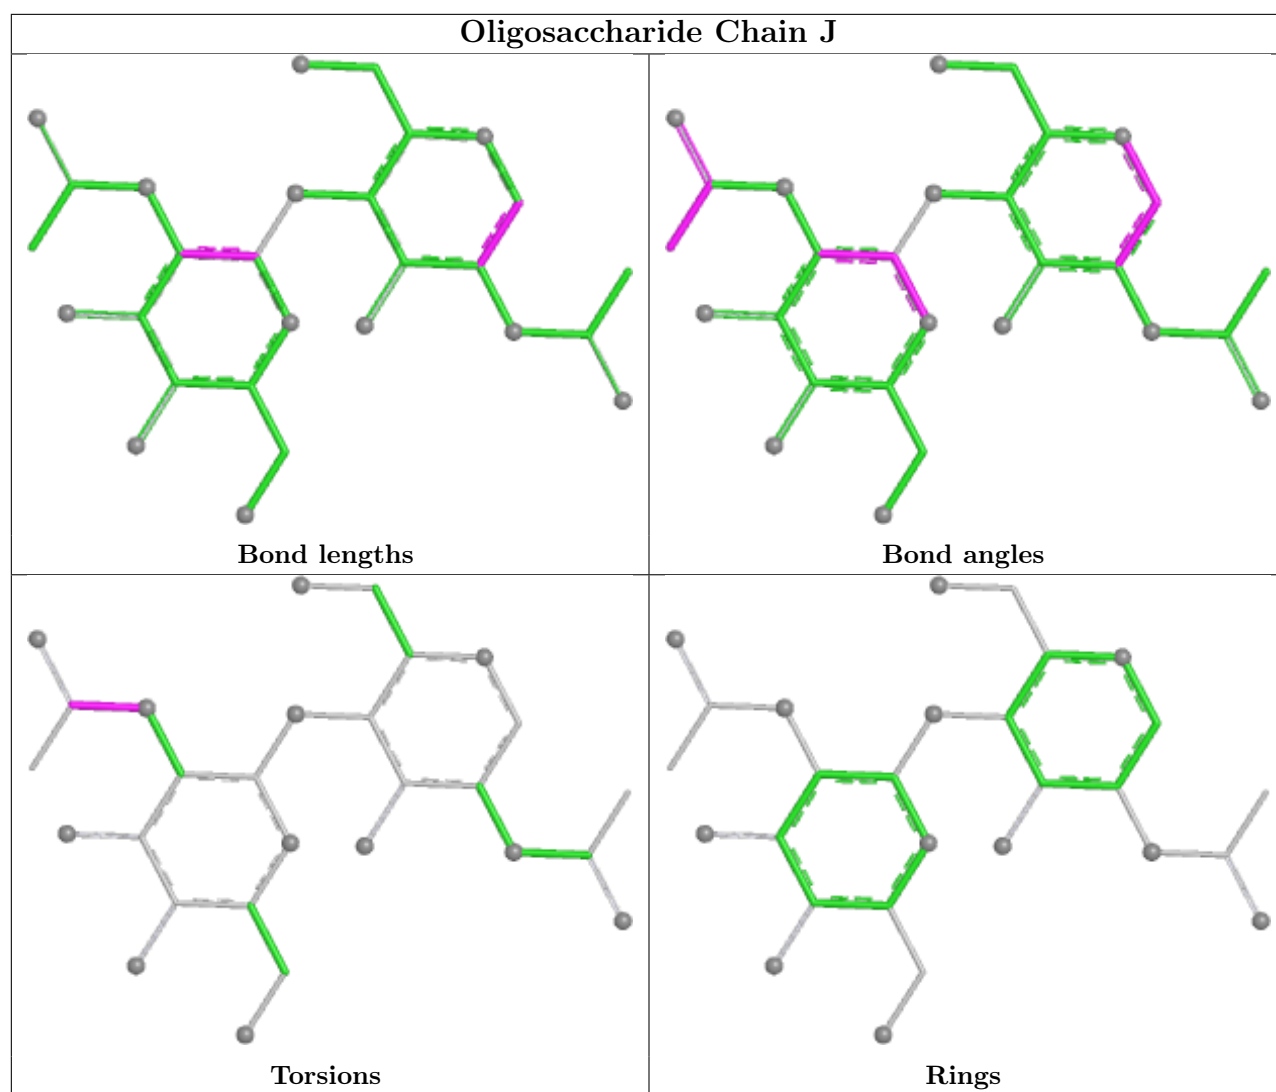 Oligosaccharide Chain J
Bond lengths
Bond angles
Torsions
Rings